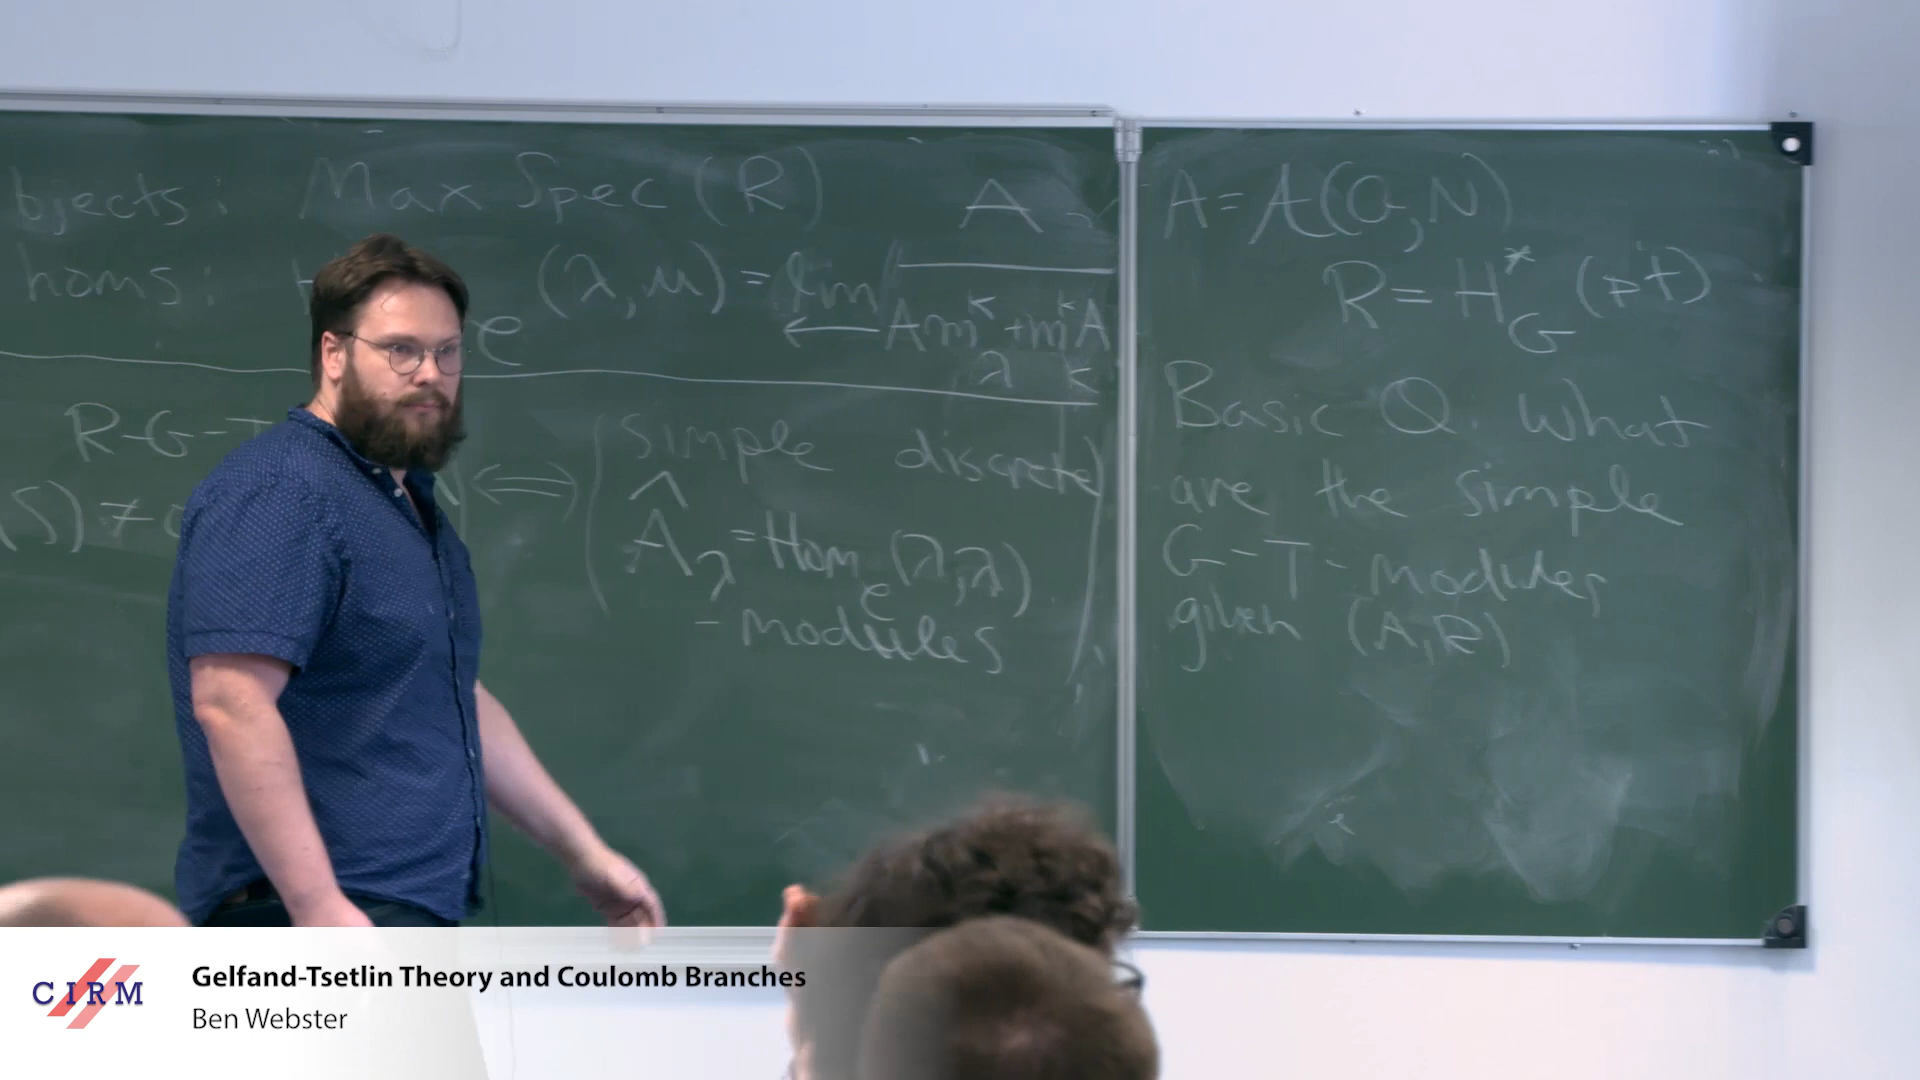 bjects: Max Spec (R) A
homs: (λ, μ) = lim
e Am^k + m^k A
λ k
R-G-T
(S) ≠
⟺ simple discrete
Â_λ = Hom_e(λ,λ)
- modules
A = A(G,N)
R = H*_G (pt)
Basic Q. What
are the simple
G-T-modules
given (A,R)
CIRM
Gelfand-Tsetlin Theory and Coulomb Branches
Ben Webster